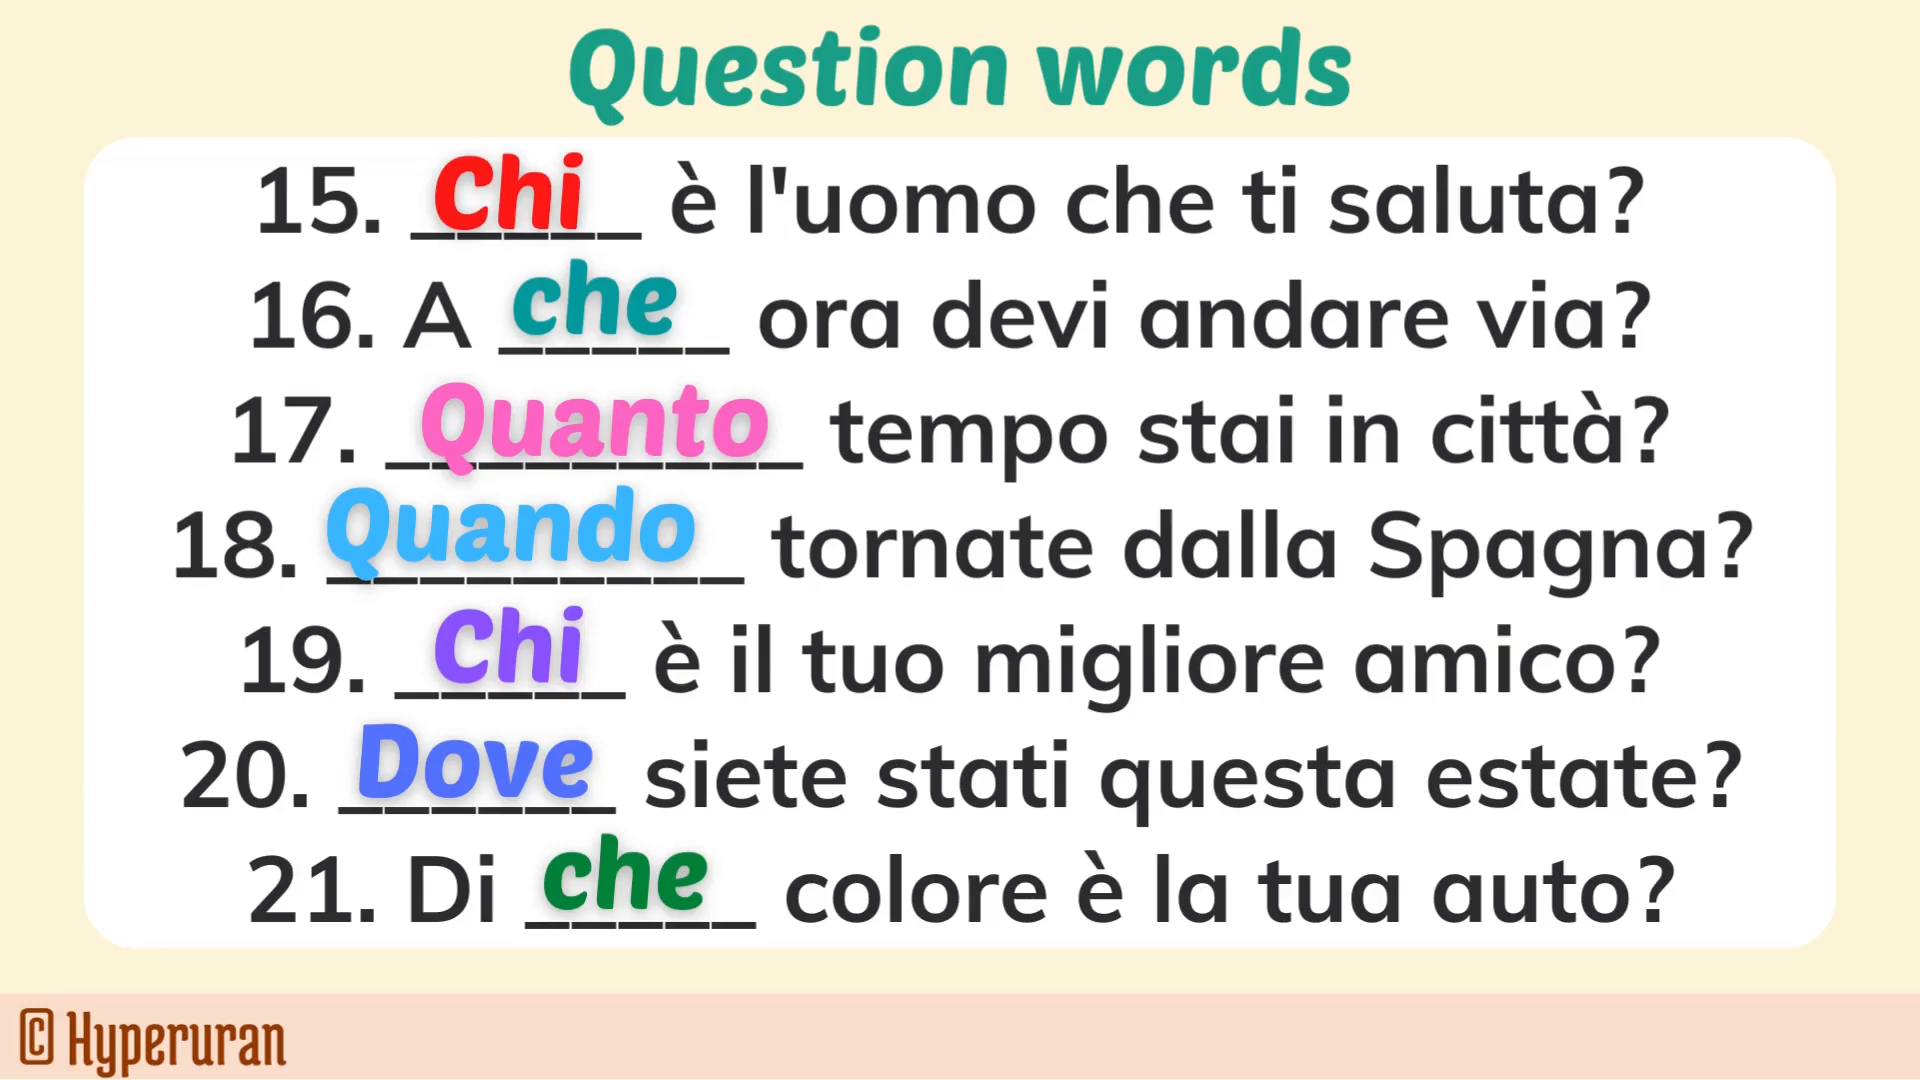 Question words
15. Chi è l'uomo che ti saluta?
16. A che ora devi andare via?
17. Quanto tempo stai in città?
18. Quando tornate dalla Spagna?
19. Chi è il tuo migliore amico?
20. Dove siete stati questa estate?
21. Di che colore è la tua auto?
© Hyperuran